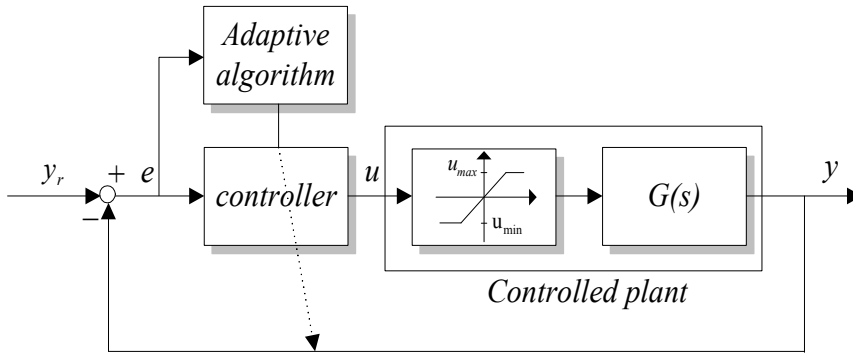 Adaptive
algorithm
y_r
+
e
−
controller
u
u_max
u_min
G(s)
y
Controlled plant